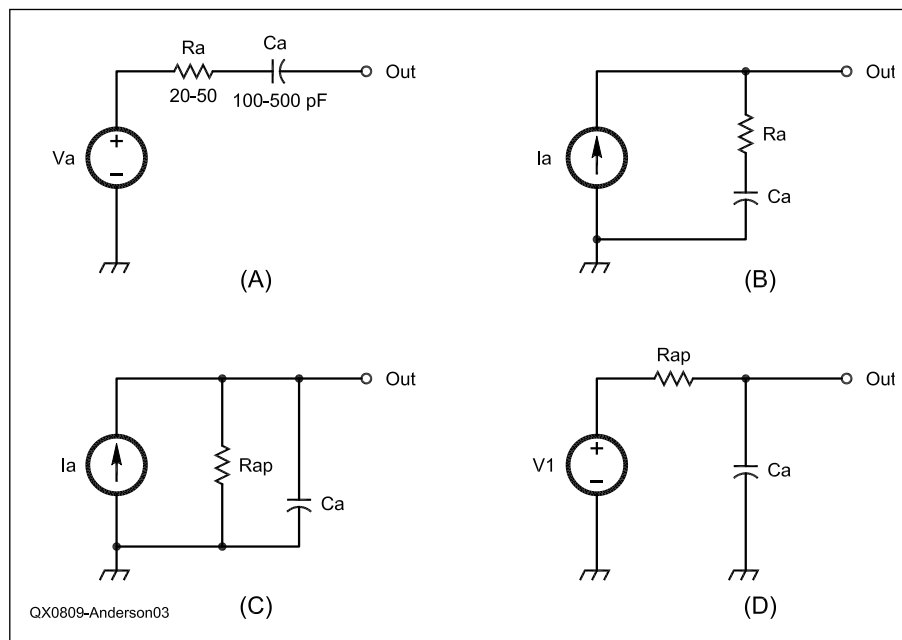 Ra
Ca
Out
20-50
100-500 pF
Va
+
–
(A)
Out
Ia
Ra
Ca
(B)
Out
Ia
Rap
Ca
(C)
Rap
Out
V1
+
–
Ca
(D)
QX0809-Anderson03